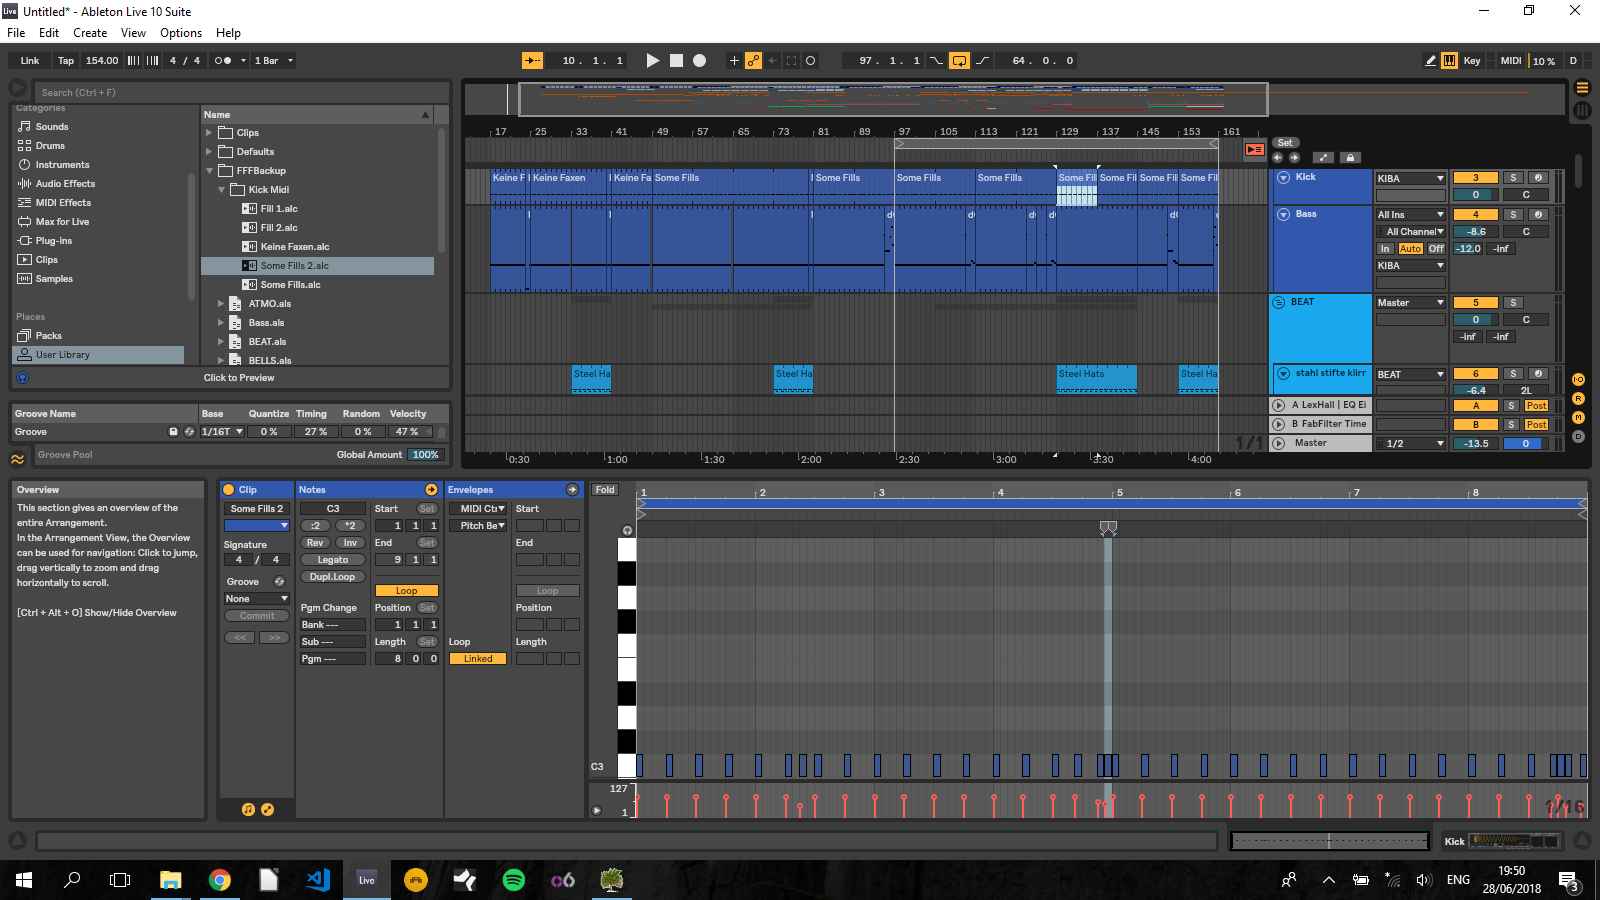 Untitled* - Ableton Live 10 Suite
File Edit Create View Options Help
Link Tap 154.00 4 / 4 1 Bar 10. 1. 1 97. 1. 1 64. 0. 0 Key MIDI 10 % D
Search (Ctrl + F)
Categories
Sounds
Drums
Instruments
Audio Effects
MIDI Effects
Max for Live
Plug-ins
Clips
Samples
Places
Packs
User Library
Name
Clips
Defaults
FFFBackup
Kick Midi
Fill 1.alc
Fill 2.alc
Keine Faxen.alc
Some Fills 2.alc
Some Fills.alc
ATMO.als
Bass.als
BEAT.als
BELLS.als
Click to Preview
Groove Name Base Quantize Timing Random Velocity
Groove 1/16T 0 % 27 % 0 % 47 %
Groove Pool Global Amount 100%
17 25 33 41 49 57 65 73 81 89 97 105 113 121 129 137 145 153 161
Set
Keine F Keine Faxen Keine Fa Some Fills Some Fills Some Fills Some Fills Some Fil Some Fil Some Fills Some Fil
Kick KIBA 3 S
0 C
Bass All Ins 4 S
All Channel -8.6 C
In Auto Off -12.0 -inf
KIBA
BEAT Master 5 S
0 C
-inf -inf
Steel Ha Steel Ha Steel Hats Steel Ha
stahl stifte klirr BEAT 6 S
-6.4 2L
A LexHall | EQ Ei A S Post
B FabFilter Time B S Post
1/1 Master 1/2 -13.5 0
0:30 1:00 1:30 2:00 2:30 3:00 3:30 4:00
I·O
R
M
D
Overview
This section gives an overview of the
entire Arrangement.
In the Arrangement View, the Overview
can be used for navigation: Click to jump,
drag vertically to zoom and drag
horizontally to scroll.
[Ctrl + Alt + O] Show/Hide Overview
Clip
Some Fills 2
Signature
4 / 4
Groove
None
Commit
<< >>
Notes
C3
:2 *2
Rev Inv
Legato
Dupl.Loop
Pgm Change
Bank ---
Sub ---
Pgm ---
Start Set
1 1 1
End Set
9 1 1
Loop
Position Set
1 1 1
Length Set
8 0 0
Envelopes
MIDI Ctr
Pitch Be
Loop
Linked
Start
End
Loop
Position
Length
Fold 1 2 3 4 5 6 7 8
C3
127
1
1/16
Kick
Live
ENG
19:50
28/06/2018
3